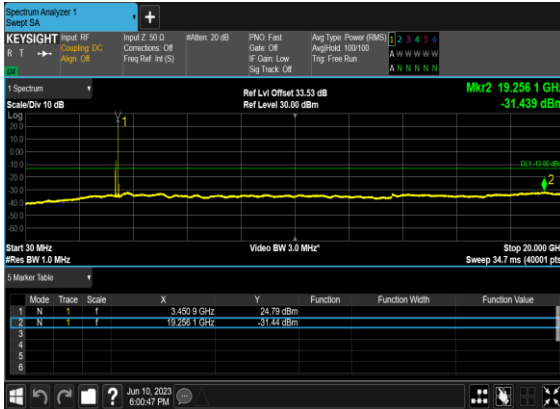 Spectrum Analyzer 1
Swept SA
+
KEYSIGHT Input: RF
R T Coupling: DC
Align: Off
Input Z: 50 Ω
Corrections: Off
Freq Ref: Int (S)
#Atten: 20 dB
PNO: Fast
Gate: Off
IF Gain: Low
Sig Track: Off
Avg Type: Power (RMS)
Avg|Hold: 100/100
Trig: Free Run
1 2 3 4 5 6
A W W W W W
A N N N N N
LXI
1 Spectrum
Scale/Div 10 dB
Ref Lvl Offset 33.53 dB
Ref Level 30.00 dBm
Mkr2 19.256 1 GHz
-31.439 dBm
Log
20.0
10.0
0.00
-10.0
-20.0
-30.0
-40.0
-50.0
-60.0
1
DL1 -13.00 dBm
2
Start 30 MHz
#Res BW 1.0 MHz
Video BW 3.0 MHz*
Stop 20.000 GHz
Sweep 34.7 ms (40001 pts)
5 Marker Table
Mode Trace Scale X Y Function Function Width Function Value
1 N 1 f 3.450 9 GHz 24.79 dBm
2 N 1 f 19.256 1 GHz -31.44 dBm
3
4
5
6
? Jun 10, 2023
6:00:47 PM